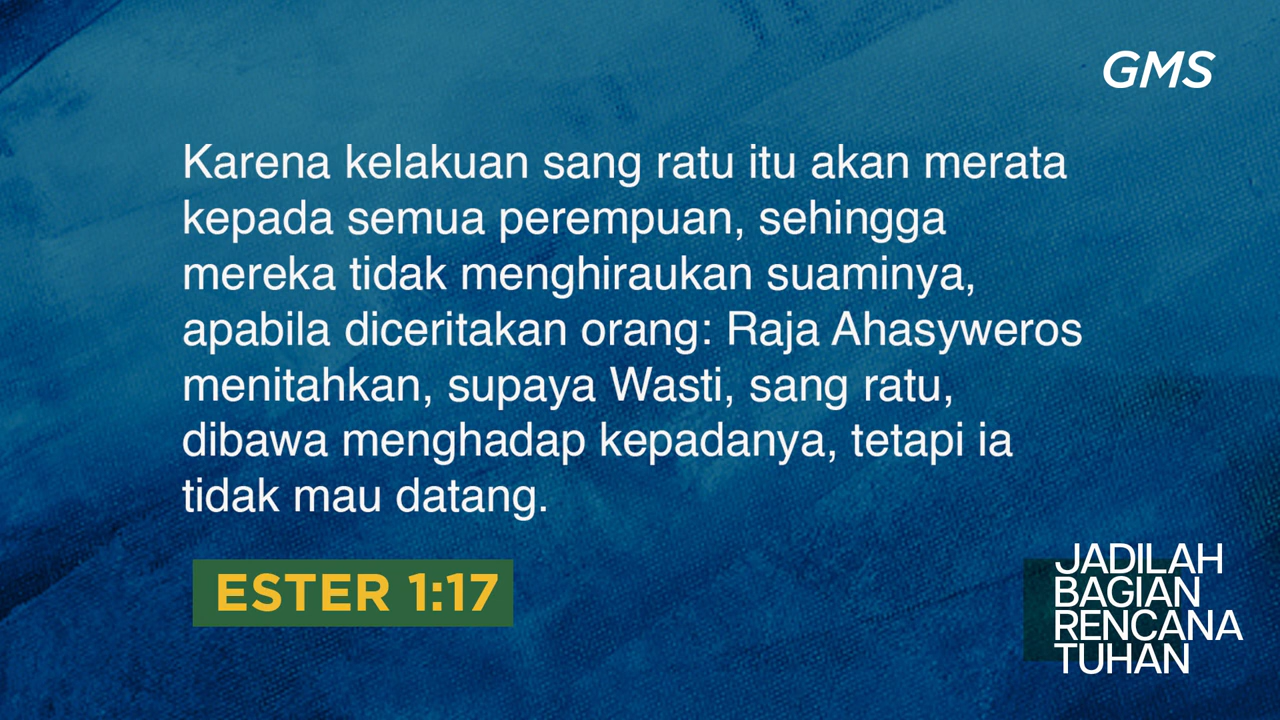 GMS
Karena kelakuan sang ratu itu akan merata
kepada semua perempuan, sehingga
mereka tidak menghiraukan suaminya,
apabila diceritakan orang: Raja Ahasyweros
menitahkan, supaya Wasti, sang ratu,
dibawa menghadap kepadanya, tetapi ia
tidak mau datang.
ESTER 1:17
JADILAH
BAGIAN
RENCANA
TUHAN